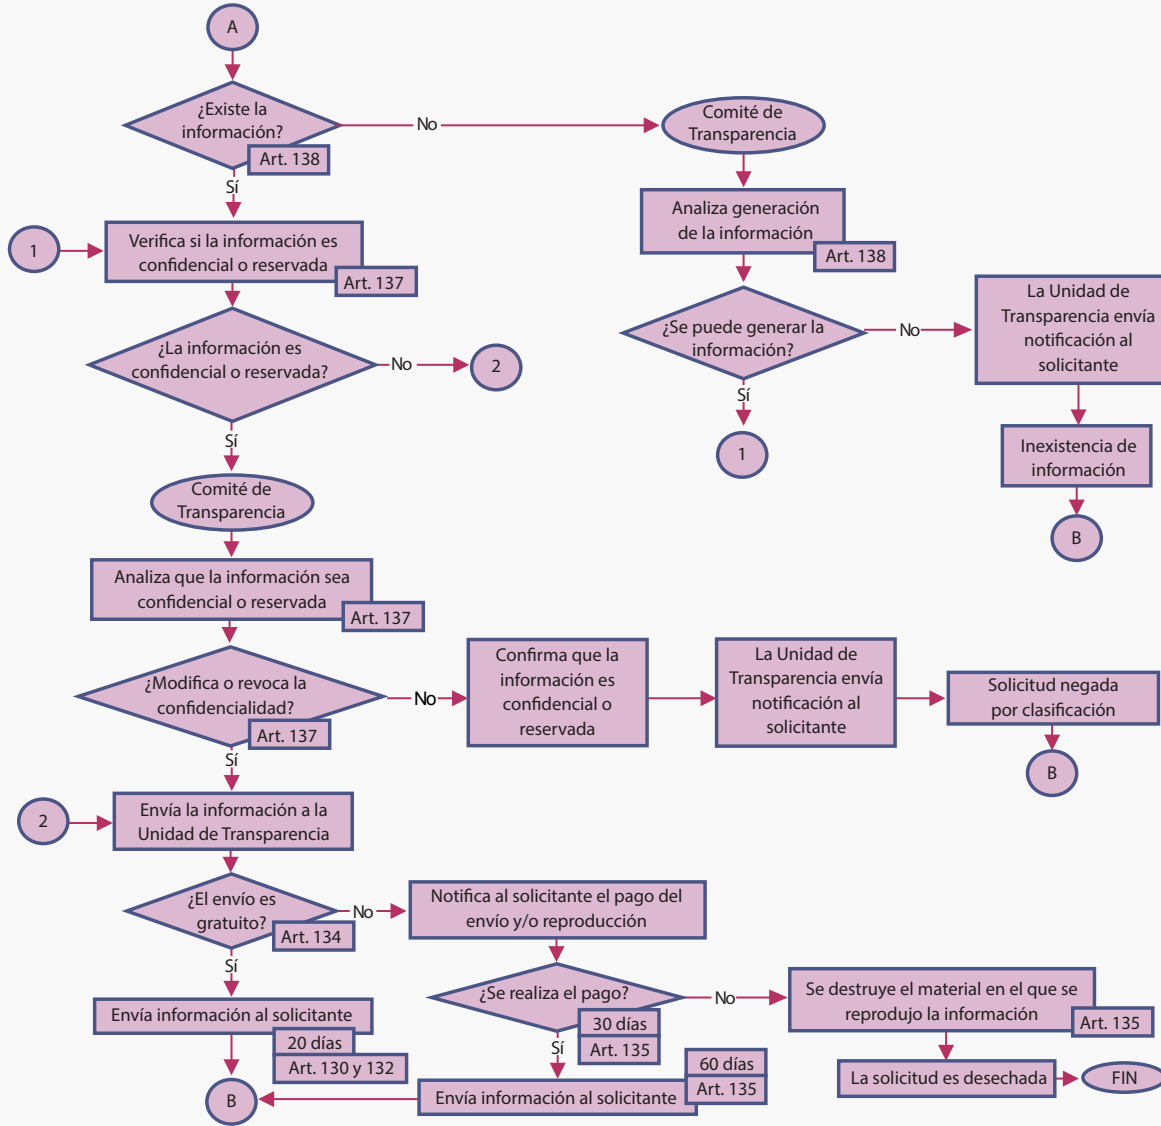 A
¿Existe la
información?
Art. 138
No
Comité de
Transparencia
Sí
Analiza generación
de la información
Art. 138
1
Verifica si la información es
confidencial o reservada
Art. 137
¿Se puede generar la
información?
No
La Unidad de
Transparencia envía
notificación al
solicitante
¿La información es
confidencial o reservada?
No
2
Sí
1
Inexistencia de
información
B
Sí
Comité de
Transparencia
Analiza que la información sea
confidencial o reservada
Art. 137
¿Modifica o revoca la
confidencialidad?
Art. 137
No
Confirma que la
información es
confidencial o
reservada
La Unidad de
Transparencia envía
notificación al
solicitante
Solicitud negada
por clasificación
B
Sí
2
Envía la información a la
Unidad de Transparencia
¿El envío es
gratuito?
Art. 134
No
Notifica al solicitante el pago del
envío y/o reproducción
Sí
¿Se realiza el pago?
30 días
Art. 135
No
Se destruye el material en el que se
reprodujo la información
Art. 135
Envía información al solicitante
20 días
Art. 130 y 132
Sí
60 días
Art. 135
Envía información al solicitante
B
La solicitud es desechada
FIN